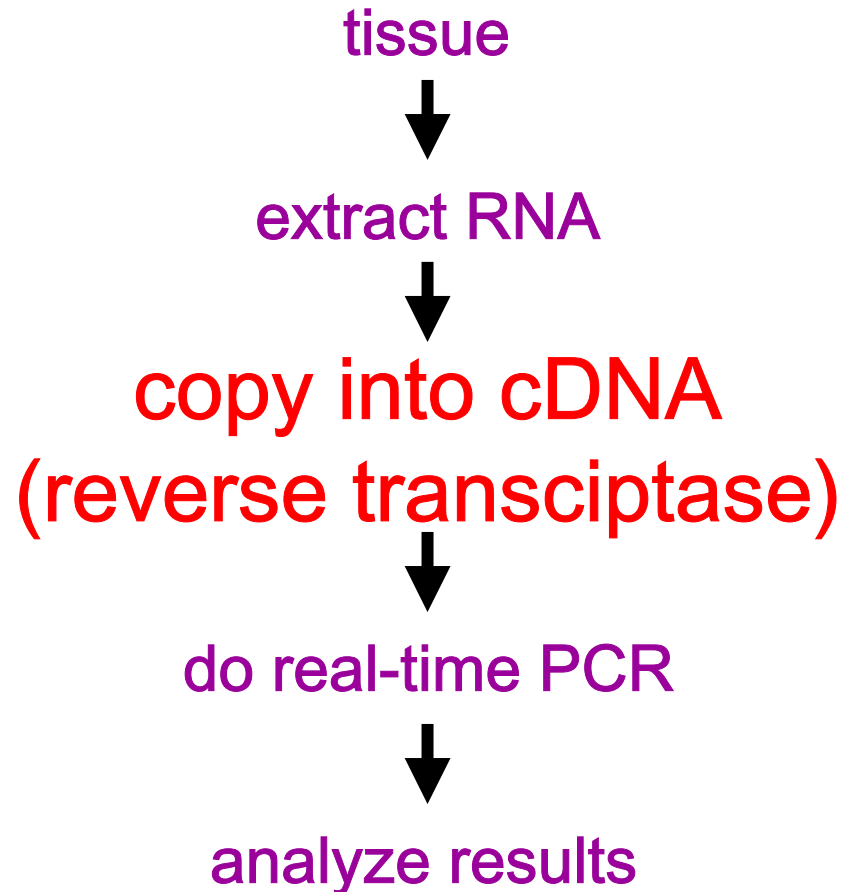 tissue
extract RNA
copy into cDNA
(reverse transciptase)
do real-time PCR
analyze results